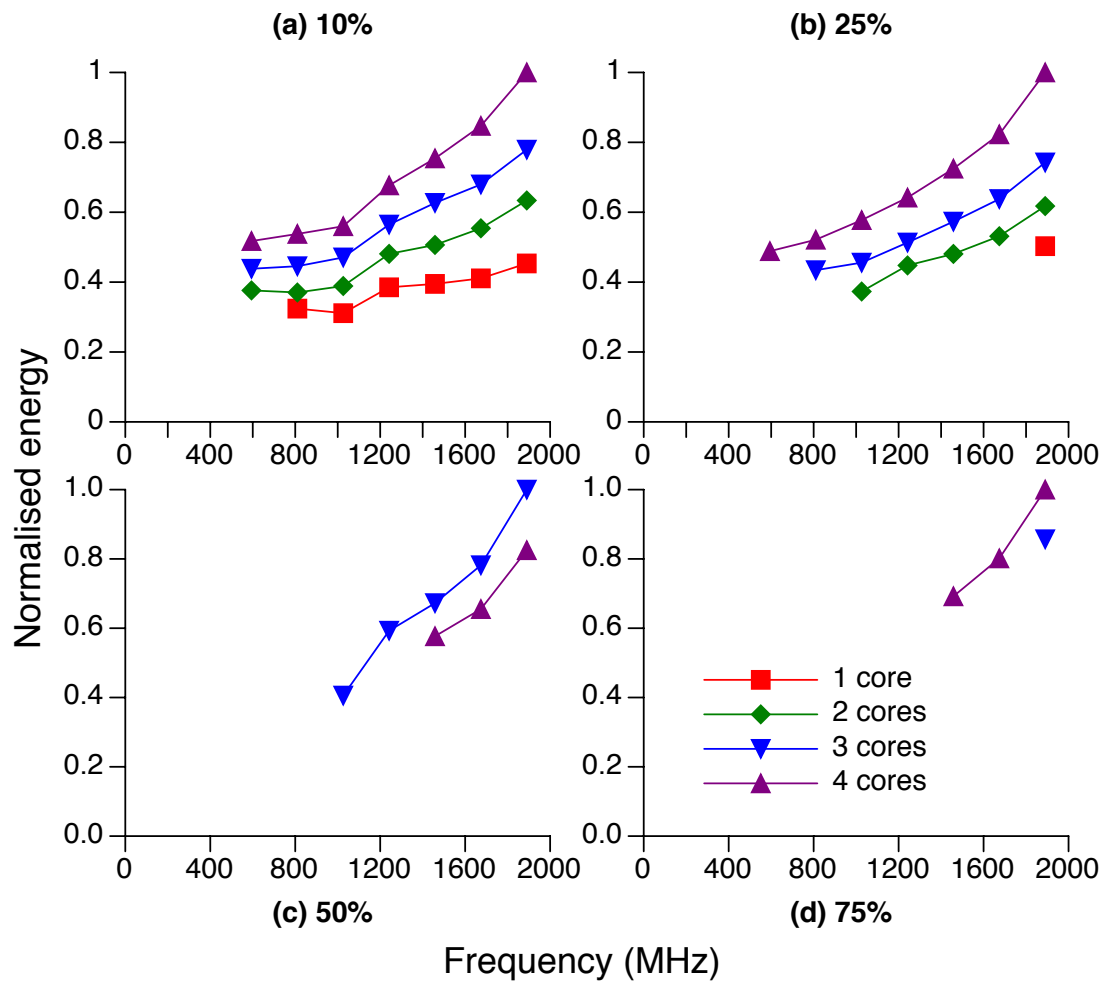 (a) 10% (b) 25%
1 1
0.8 0.8
0.6 0.6
0.4 0.4
0.2 0.2
0 0
0 400 800 1200 1600 2000 0 400 800 1200 1600 2000
Normalised energy
1.0 1.0
0.8 0.8
0.6 0.6
1 core
2 cores
0.4 0.4
3 cores
0.2 0.2
4 cores
0.0 0.0
0 400 800 1200 1600 2000 0 400 800 1200 1600 2000
(c) 50% (d) 75%
Frequency (MHz)